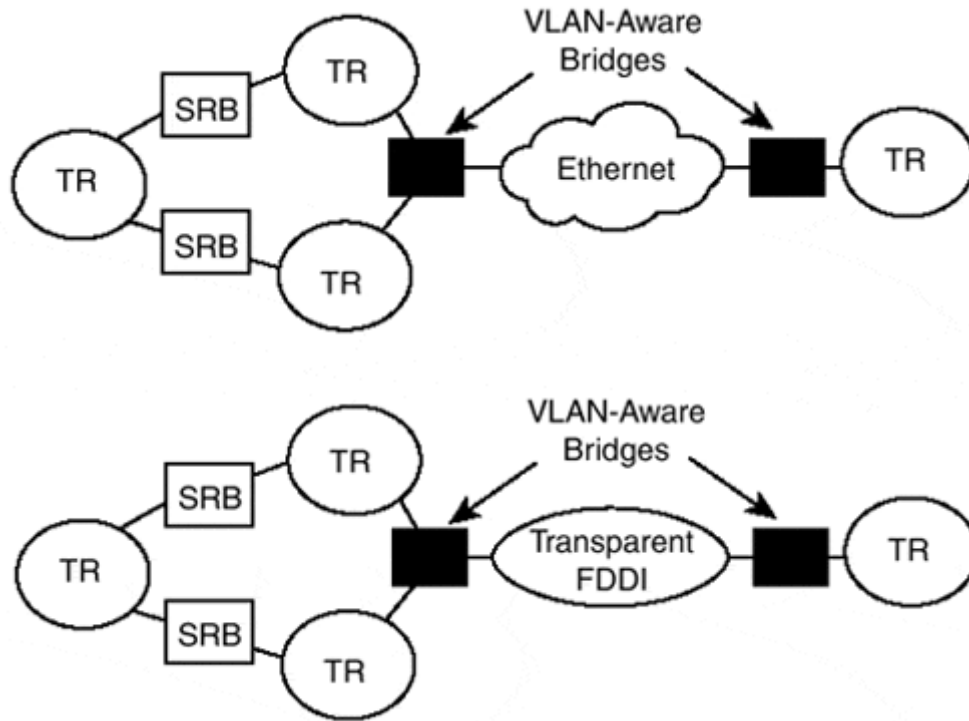 VLAN-Aware
Bridges
TR
SRB
TR
Ethernet
TR
SRB
TR
VLAN-Aware
Bridges
TR
SRB
TR
Transparent
FDDI
TR
SRB
TR